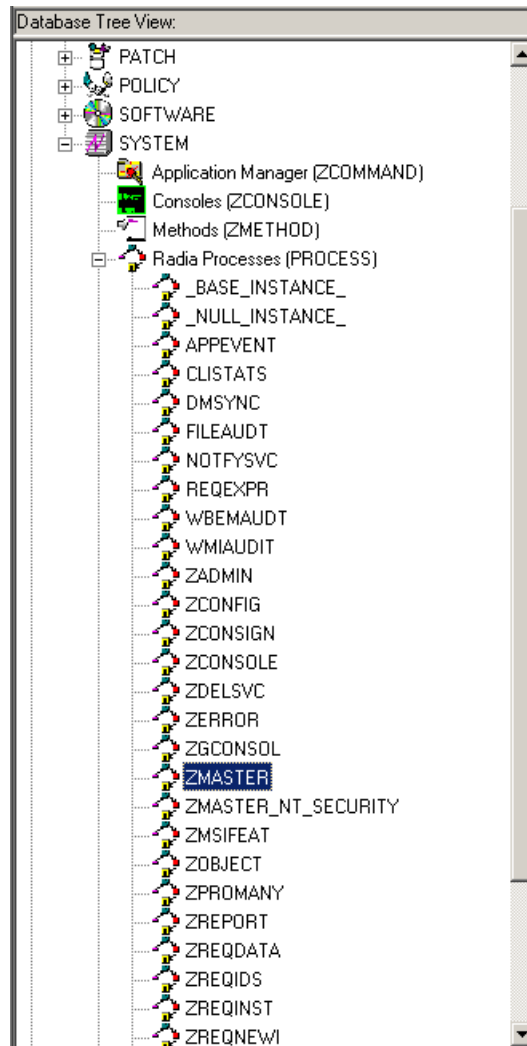 Database Tree View:
PATCH
POLICY
SOFTWARE
SYSTEM
Application Manager (ZCOMMAND)
Consoles (ZCONSOLE)
Methods (ZMETHOD)
Radia Processes (PROCESS)
_BASE_INSTANCE_
_NULL_INSTANCE_
APPEVENT
CLISTATS
DMSYNC
FILEAUDT
NOTFYSVC
REQEXPR
WBEMAUDT
WMIAUDIT
ZADMIN
ZCONFIG
ZCONSIGN
ZCONSOLE
ZDELSVC
ZERROR
ZGCONSOL
ZMASTER
ZMASTER_NT_SECURITY
ZMSIFEAT
ZOBJECT
ZPROMANY
ZREPORT
ZREQDATA
ZREQIDS
ZREQINST
ZREQNEWI